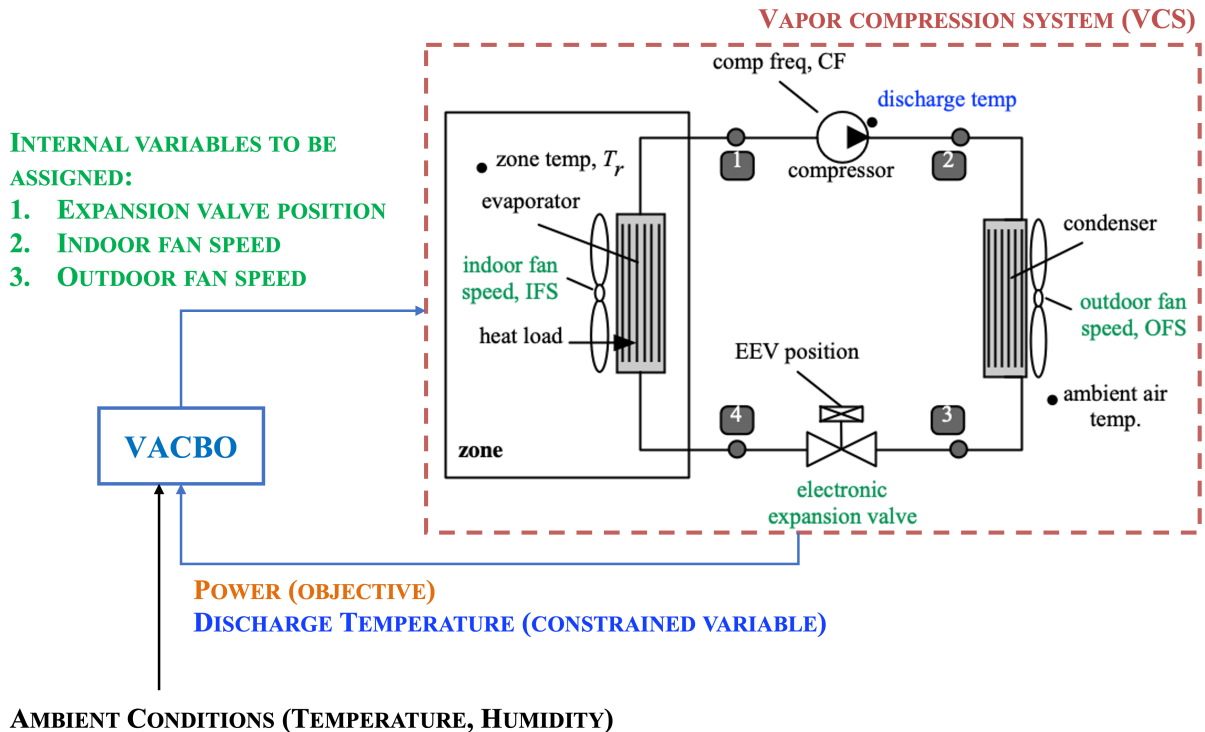 VAPOR COMPRESSION SYSTEM (VCS)
comp freq, CF
discharge temp
compressor
1
2
INTERNAL VARIABLES TO BE
ASSIGNED:
1. EXPANSION VALVE POSITION
2. INDOOR FAN SPEED
3. OUTDOOR FAN SPEED
zone temp, Tr
evaporator
indoor fan
speed, IFS
heat load
zone
condenser
outdoor fan
speed, OFS
ambient air
temp.
EEV position
4
3
electronic
expansion valve
VACBO
POWER (OBJECTIVE)
DISCHARGE TEMPERATURE (CONSTRAINED VARIABLE)
AMBIENT CONDITIONS (TEMPERATURE, HUMIDITY)